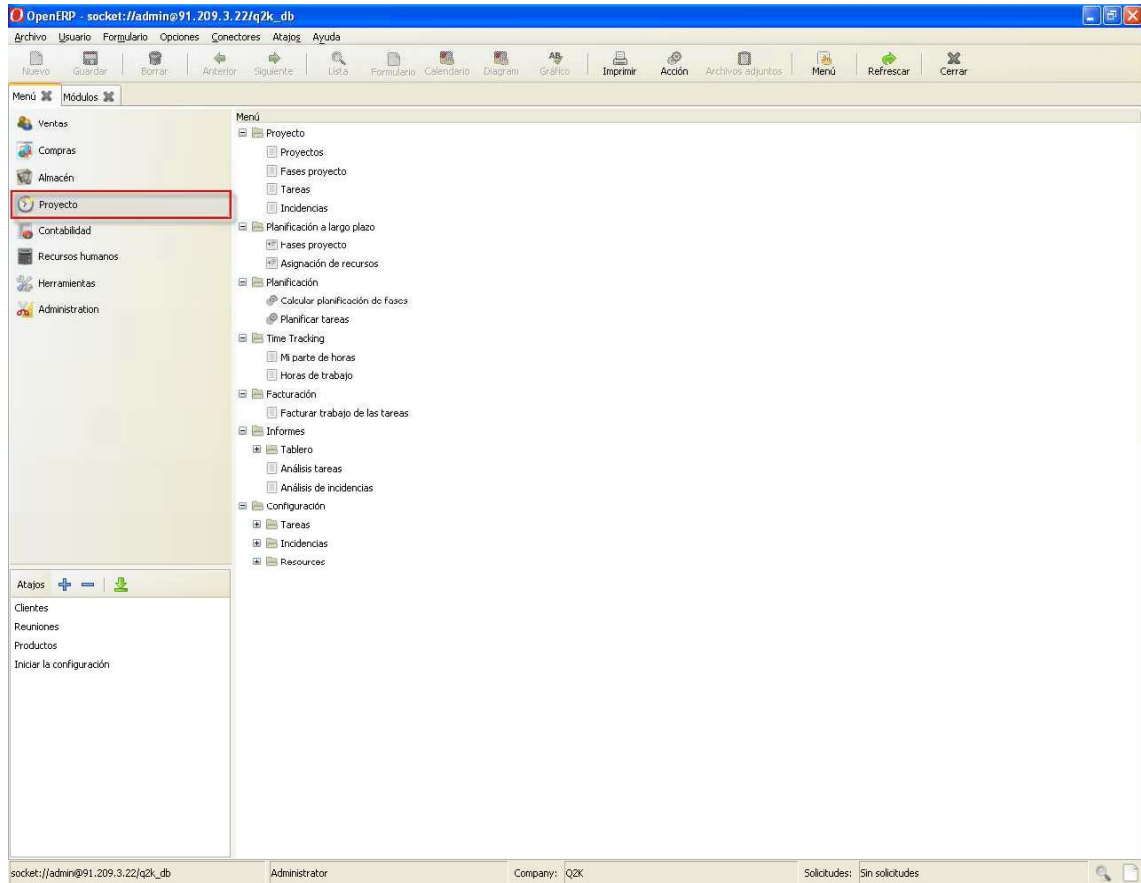 OpenERP - socket://admin@91.209.3.22/q2k_db
Archivo Usuario Formulario Opciones Conectores Atajos Ayuda
Nuevo Guardar Borrar Anterior Siguiente Lista Formulario Calendario Diagram Gráfico Imprimir Acción Archivos adjuntos Menú Refrescar Cerrar
Menú Módulos
Ventas
Compras
Almacén
Proyecto
Contabilidad
Recursos humanos
Herramientas
Administration
Menú
Proyecto
Proyectos
Fases proyecto
Tareas
Incidencias
Planificación a largo plazo
Fases proyecto
Asignación de recursos
Planificación
Calcular planificación de fases
Planificar tareas
Time Tracking
Mi parte de horas
Horas de trabajo
Facturación
Facturar trabajo de las tareas
Informes
Tablero
Análisis tareas
Análisis de incidencias
Configuración
Tareas
Incidencias
Resources
Atajos
Clientes
Reuniones
Productos
Iniciar la configuración
socket://admin@91.209.3.22/q2k_db Administrator Company: Q2K Solicitudes: Sin solicitudes